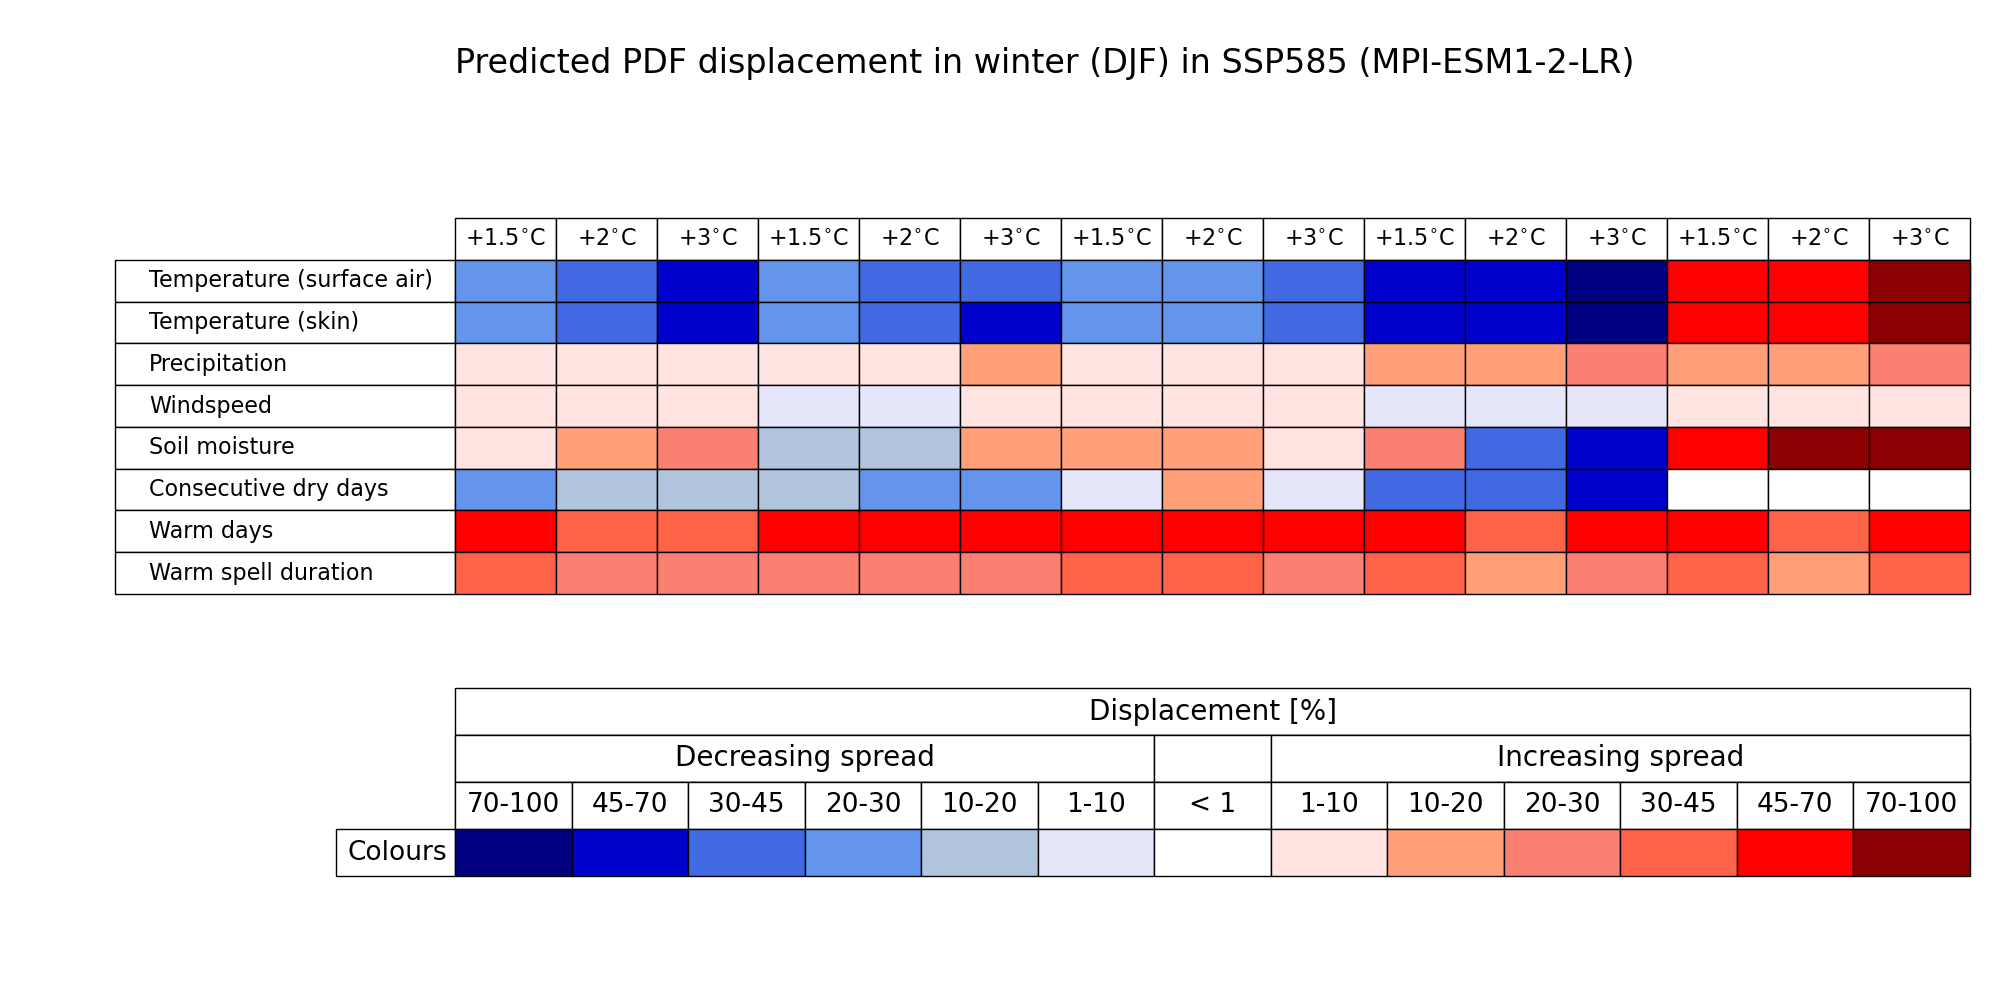 Predicted PDF displacement in winter (DJF) in SSP585 (MPI-ESM1-2-LR)
+1.5°C +2°C +3°C +1.5°C +2°C +3°C +1.5°C +2°C +3°C +1.5°C +2°C +3°C +1.5°C +2°C +3°C
Temperature (surface air)
Temperature (skin)
Precipitation
Windspeed
Soil moisture
Consecutive dry days
Warm days
Warm spell duration
Displacement [%]
Decreasing spread Increasing spread
70-100 45-70 30-45 20-30 10-20 1-10 < 1 1-10 10-20 20-30 30-45 45-70 70-100
Colours